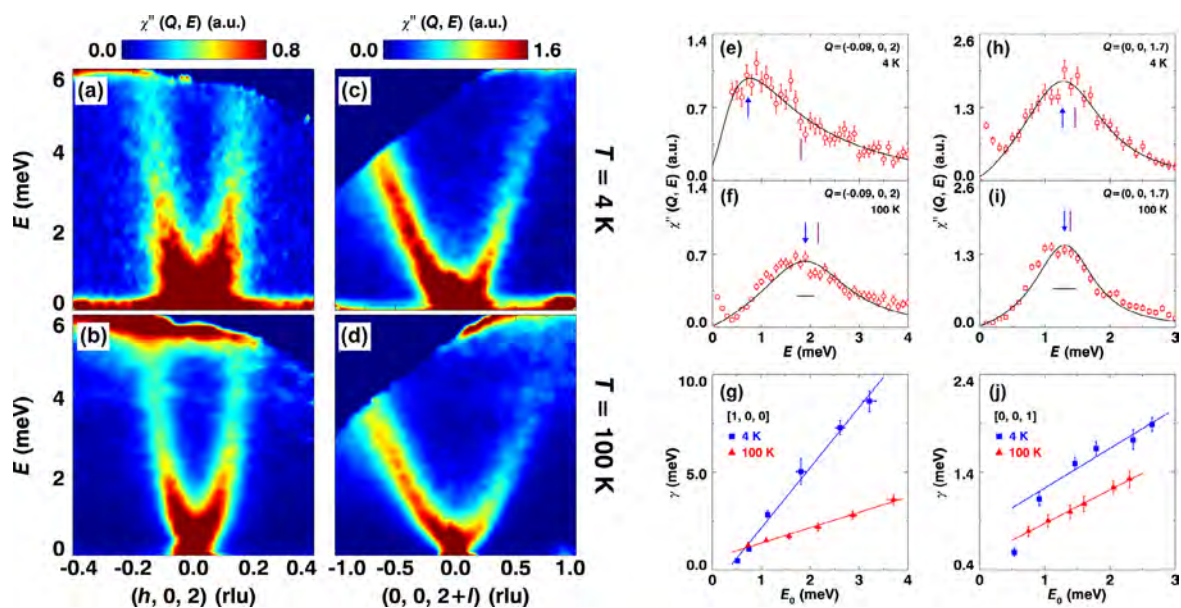 χ″ (Q, E) (a.u.)
0.0 0.8
χ″ (Q, E) (a.u.)
0.0 1.6
(a)
(c)
6
4
2
0
E (meV)
T = 4 K
(b)
(d)
6
4
2
0
E (meV)
T = 100 K
-0.4 -0.2 0.0 0.2 0.4
(h, 0, 2) (rlu)
-1.0 -0.5 0.0 0.5 1.0
(0, 0, 2+l) (rlu)
(e)
Q=(-0.09, 0, 2)
4 K
1.4
0.7
0.0
χ″ (Q, E) (a.u.)
(f)
Q=(-0.09, 0, 2)
100 K
1.4
0.7
0.0
0 1 2 3 4
E (meV)
(g)
[1, 0, 0]
4 K
100 K
10.0
5.0
0.0
γ (meV)
0 1 2 3 4
E0 (meV)
(h)
Q=(0, 0, 1.7)
4 K
2.6
1.3
0.0
χ″ (Q, E) (a.u.)
(i)
Q=(0, 0, 1.7)
100 K
2.6
1.3
0.0
0 1 2 3
E (meV)
(j)
[0, 0, 1]
4 K
100 K
2.4
1.4
0.4
γ (meV)
0 1 2 3
E0 (meV)